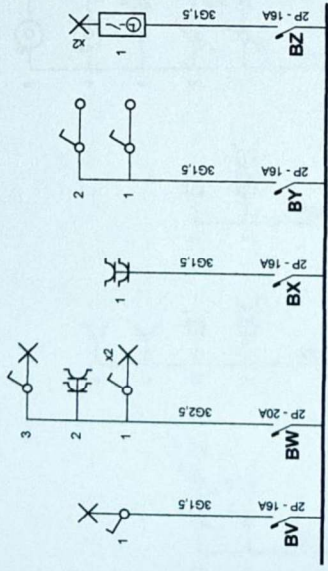 x2
1
3G1,5
2P - 16A
BZ
2
1
3G1,5
2P - 16A
BY
1
3G1,5
2P - 16A
BX
3
2
x2
1
3G2,5
2P - 20A
BW
1
3G1,5
2P - 16A
BV